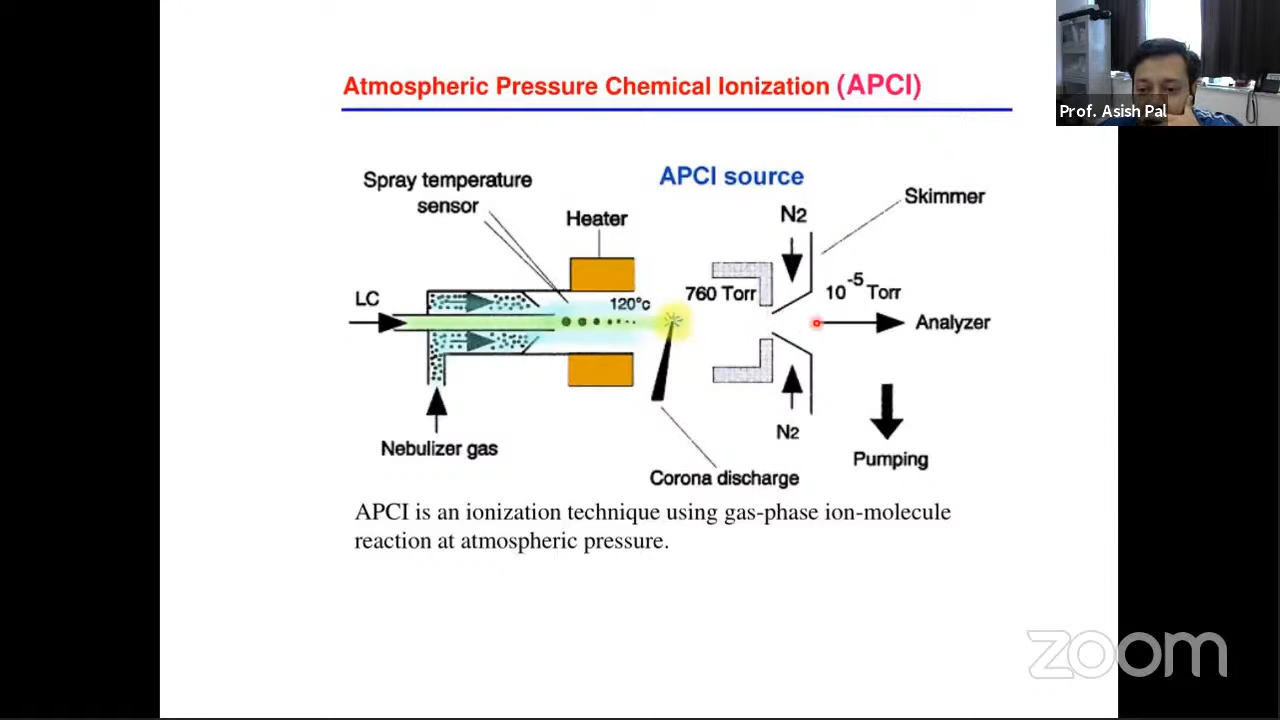 Atmospheric Pressure Chemical Ionization (APCI)
Prof. Asish Pal
APCI source
Spray temperature
sensor
Heater
N2
Skimmer
LC
120°c
760 Torr
10-5 Torr
Analyzer
Nebulizer gas
N2
Pumping
Corona discharge
APCI is an ionization technique using gas-phase ion-molecule
reaction at atmospheric pressure.
zoom